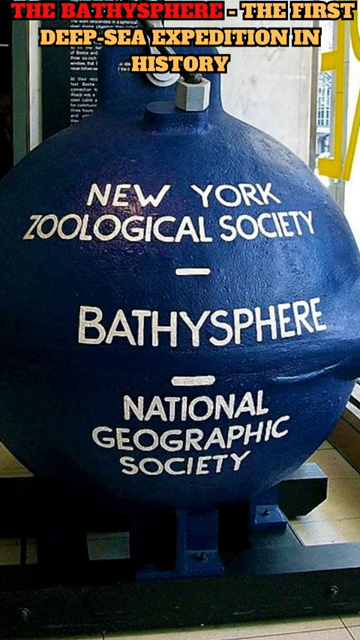 THE BATHYSPHERE - THE FIRST
DEEP-SEA EXPEDITION IN
HISTORY
NEW YORK
ZOOLOGICAL SOCIETY
—
BATHYSPHERE
—
NATIONAL
GEOGRAPHIC
SOCIETY